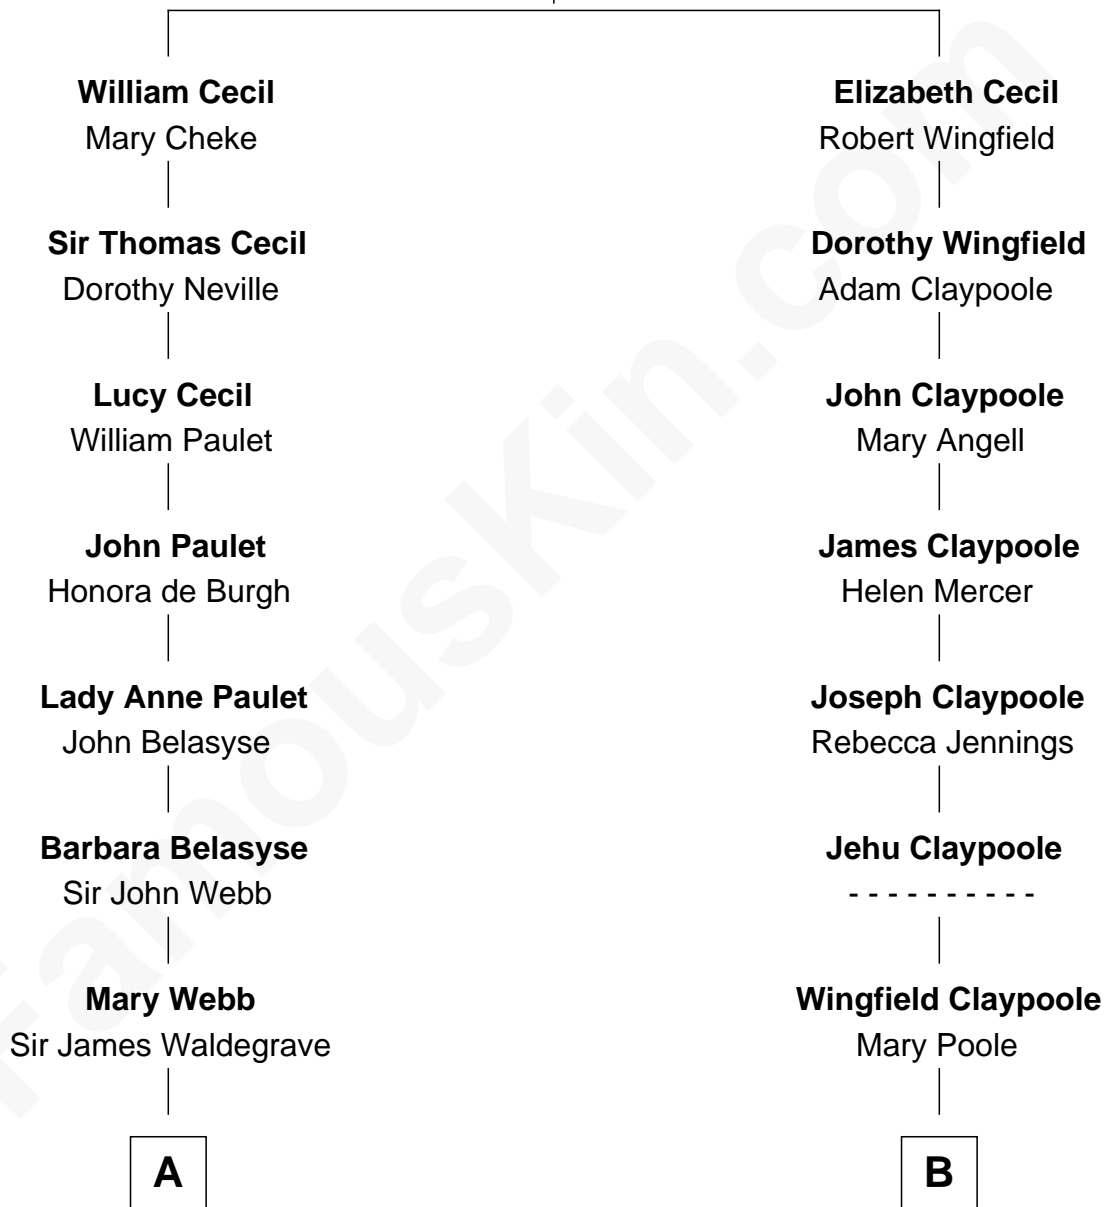 William Cecil
Mary Cheke
Sir Thomas Cecil
Dorothy Neville
Lucy Cecil
William Paulet
John Paulet
Honora de Burgh
Lady Anne Paulet
John Belasyse
Barbara Belasyse
Sir John Webb
Mary Webb
Sir James Waldegrave
A
Elizabeth Cecil
Robert Wingfield
Dorothy Wingfield
Adam Claypoole
John Claypoole
Mary Angell
James Claypoole
Helen Mercer
Joseph Claypoole
Rebecca Jennings
Jehu Claypoole
- - - - - - - - - -
Wingfield Claypoole
Mary Poole
B
FamousKin.com